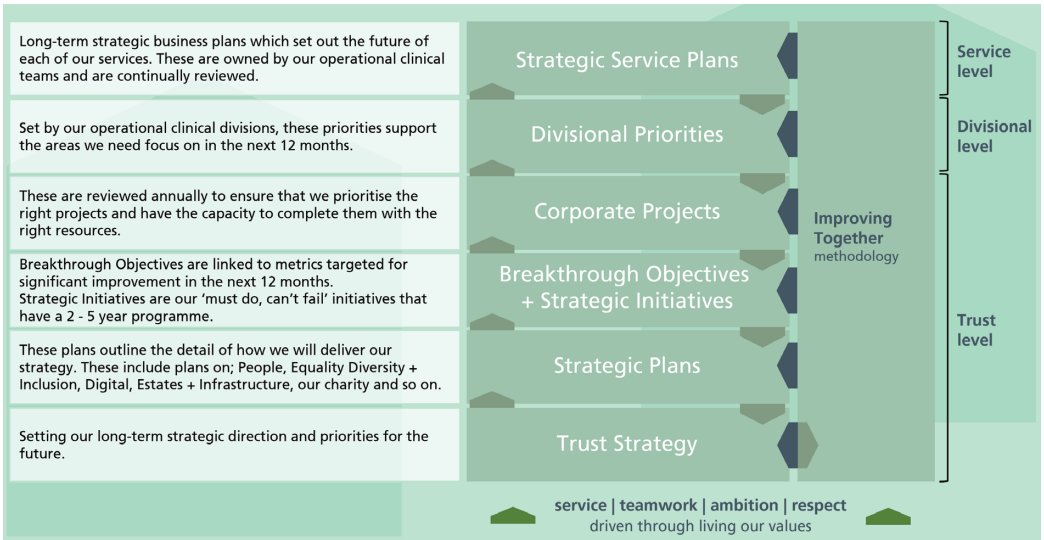 Long-term strategic business plans which set out the future of
each of our services. These are owned by our operational clinical
teams and are continually reviewed.
Strategic Service Plans
Service
level
Set by our operational clinical divisions, these priorities support
the areas we need focus on in the next 12 months.
Divisional Priorities
Divisional
level
These are reviewed annually to ensure that we prioritise the
right projects and have the capacity to complete them with the
right resources.
Corporate Projects
Improving
Together
methodology
Breakthrough Objectives are linked to metrics targeted for
significant improvement in the next 12 months.
Strategic Initiatives are our ‘must do, can’t fail’ initiatives that
have a 2 - 5 year programme.
Breakthrough Objectives
+ Strategic Initiatives
Trust
level
These plans outline the detail of how we will deliver our
strategy. These include plans on; People, Equality Diversity +
Inclusion, Digital, Estates + Infrastructure, our charity and so on.
Strategic Plans
Setting our long-term strategic direction and priorities for the
future.
Trust Strategy
service | teamwork | ambition | respect
driven through living our values